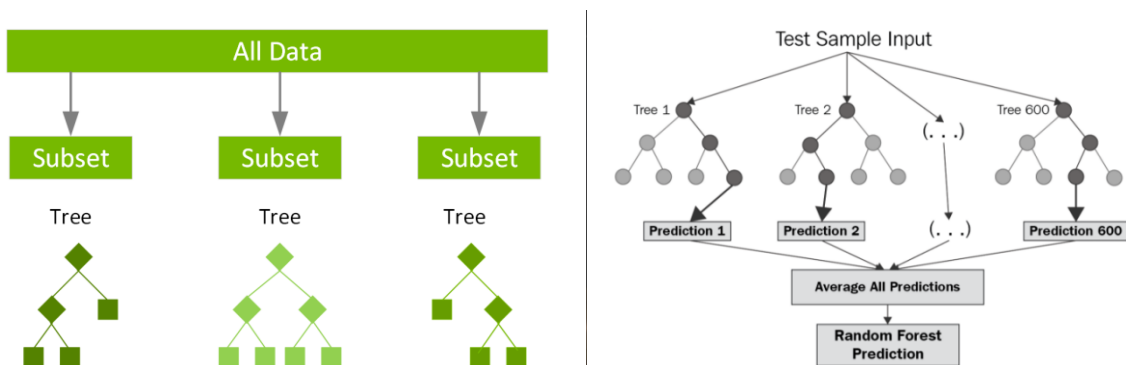 All Data
Subset Subset Subset
Tree Tree Tree
Test Sample Input
Tree 1 Tree 2 (. . .) Tree 600
Prediction 1 Prediction 2 (. . .) Prediction 600
Average All Predictions
Random Forest
Prediction